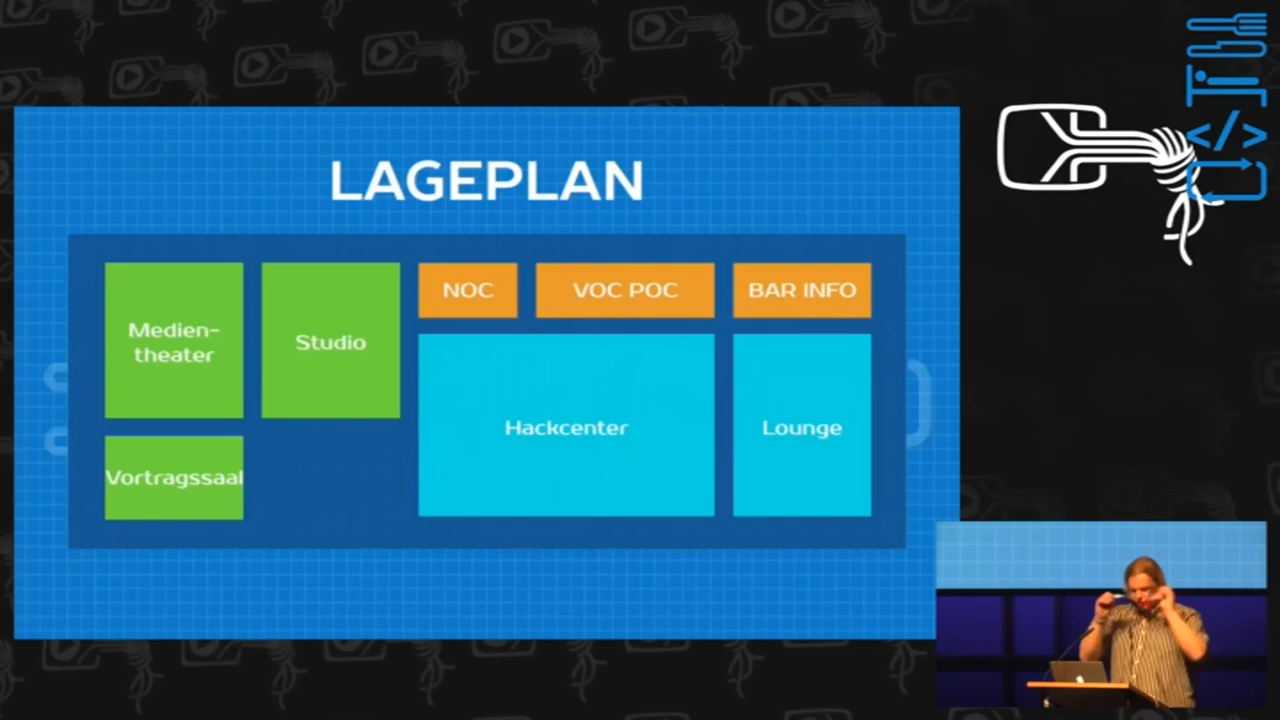 LAGEPLAN
Medien-
theater
Studio
NOC
VOC POC
BAR INFO
Hackcenter
Lounge
Vortragssaal